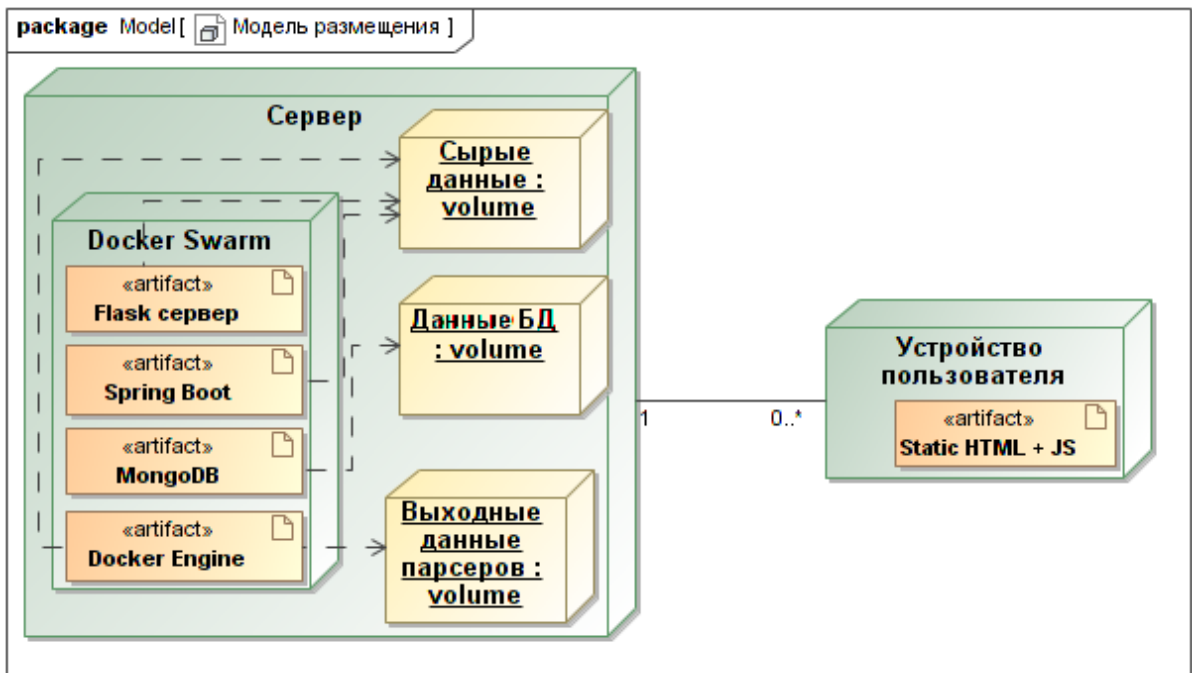 package Model [ Модель размещения ]
Сервер
Сырые
данные :
volume
Docker Swarm
«artifact»
Flask сервер
«artifact»
Spring Boot
«artifact»
MongoDB
«artifact»
Docker Engine
Данные БД
: volume
Выходные
данные
парсеров :
volume
1
0..*
Устройство
пользователя
«artifact»
Static HTML + JS